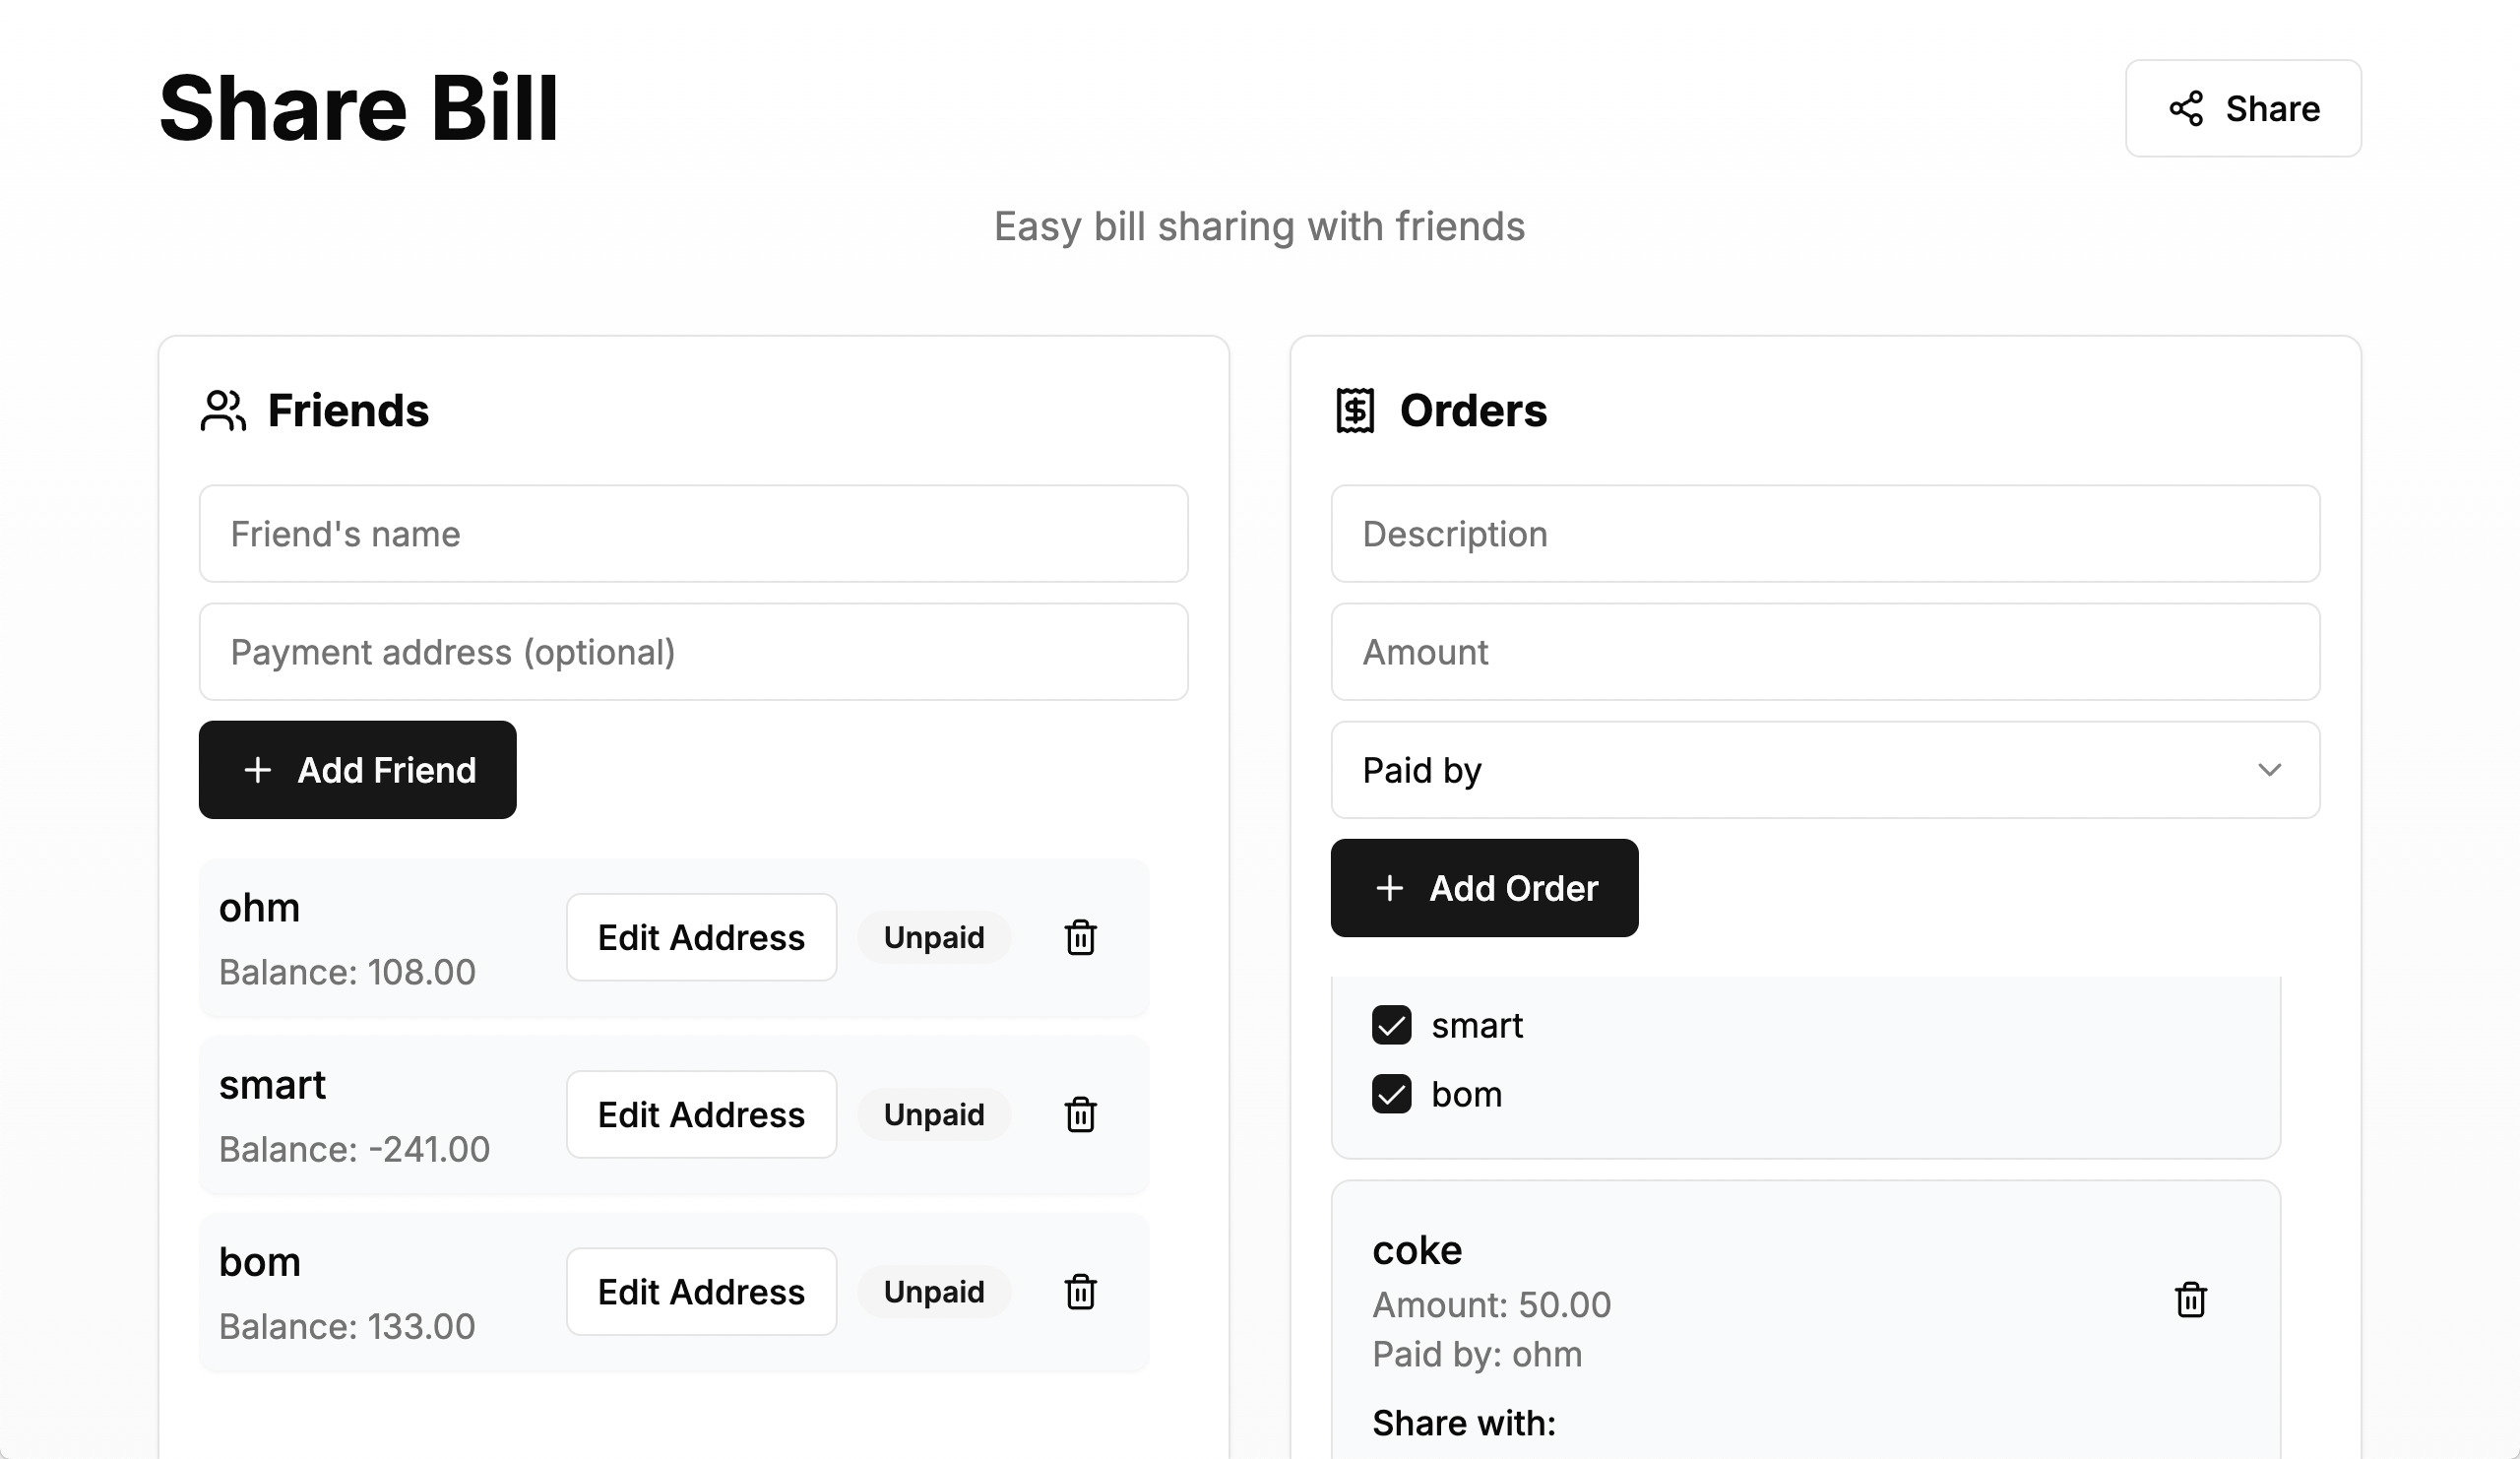 Share Bill
Share
Easy bill sharing with friends
Friends
Friend's name
Payment address (optional)
Add Friend
ohm
Balance: 108.00
Edit Address
Unpaid
smart
Balance: -241.00
Edit Address
Unpaid
bom
Balance: 133.00
Edit Address
Unpaid
Orders
Description
Amount
Paid by
Add Order
smart
bom
coke
Amount: 50.00
Paid by: ohm
Share with: